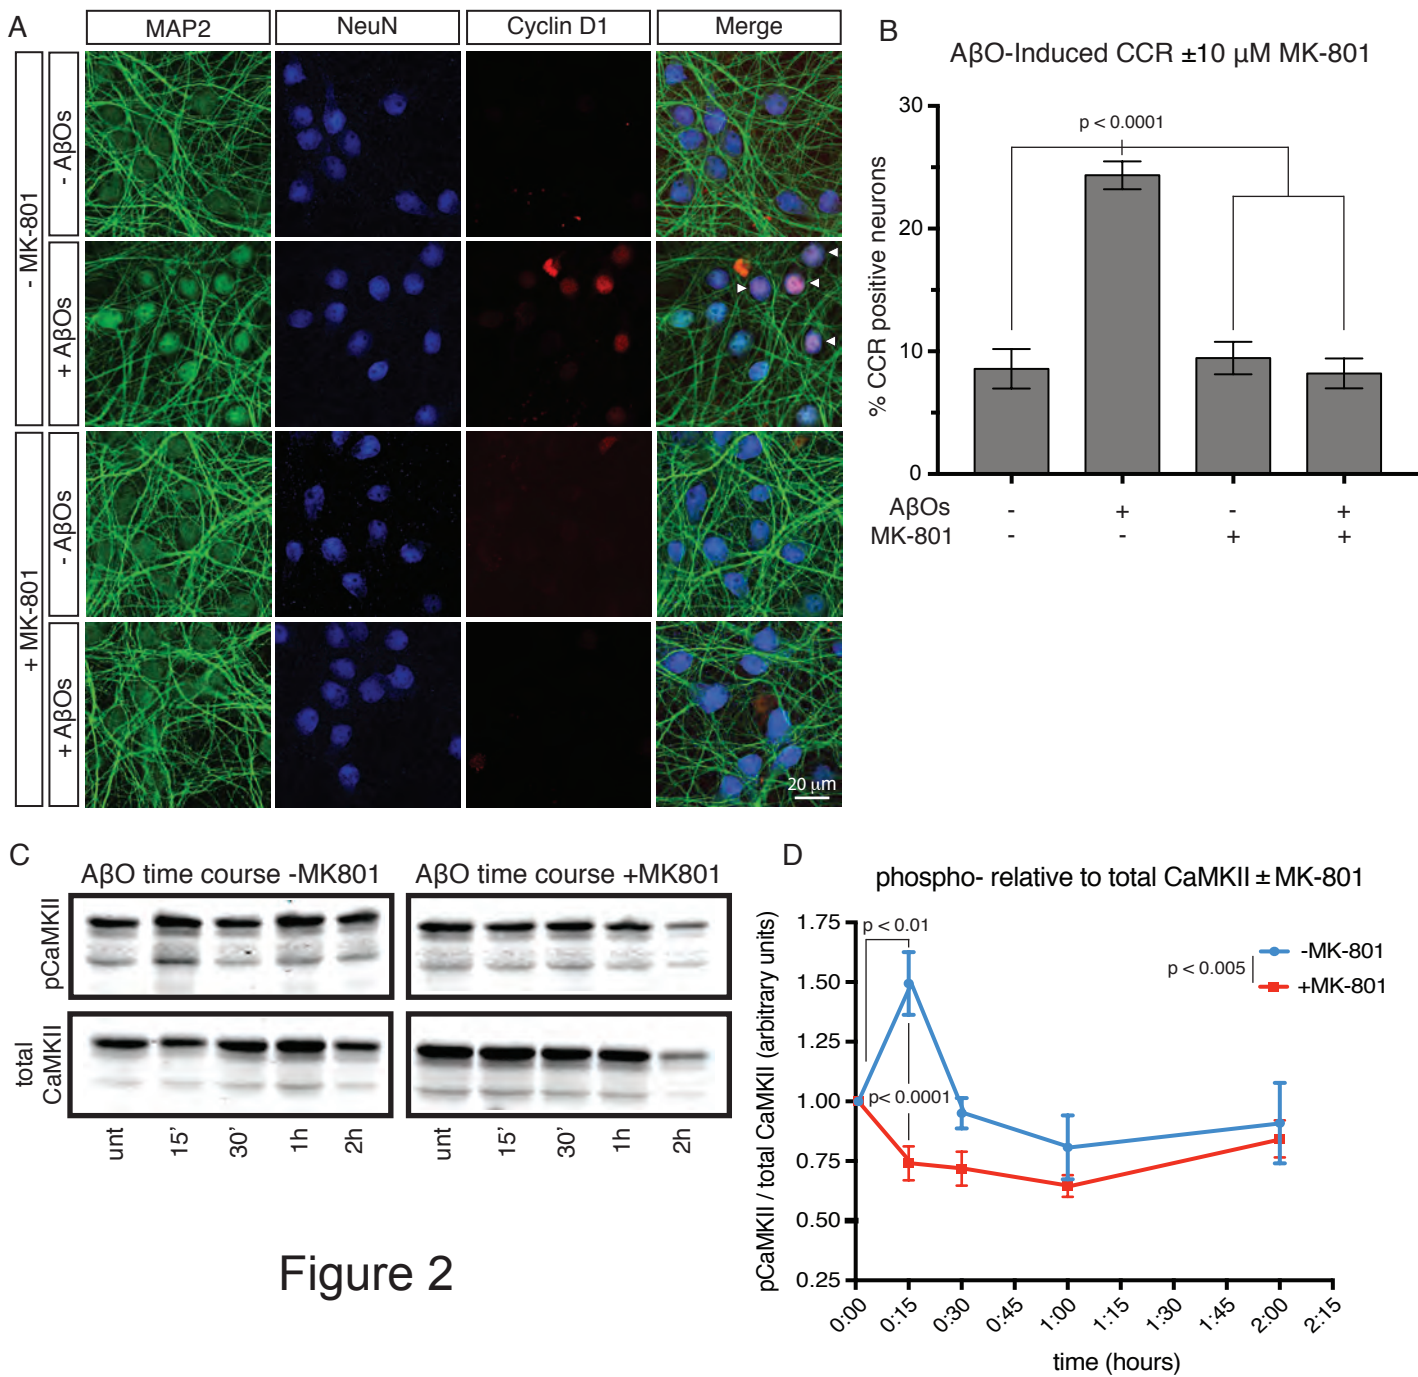 A
MAP2
NeuN
Cyclin D1
Merge
- MK-801
- AβOs
+ AβOs
+ MK-801
- AβOs
+ AβOs
20 μm
B
AβO-Induced CCR ±10 μM MK-801
% CCR positive neurons
30
20
10
0
p < 0.0001
AβOs - + - +
MK-801 - - + +
C
AβO time course -MK801
AβO time course +MK801
pCaMKII
total
CaMKII
unt 15' 30' 1h 2h
unt 15' 30' 1h 2h
D
phospho- relative to total CaMKII ± MK-801
pCaMKII / total CaMKII (arbitrary units)
1.75
1.50
1.25
1.00
0.75
0.50
0.25
p < 0.01
p < 0.0001
p < 0.005
-MK-801
+MK-801
0:00 0:15 0:30 0:45 1:00 1:15 1:30 1:45 2:00 2:15
time (hours)
Figure 2